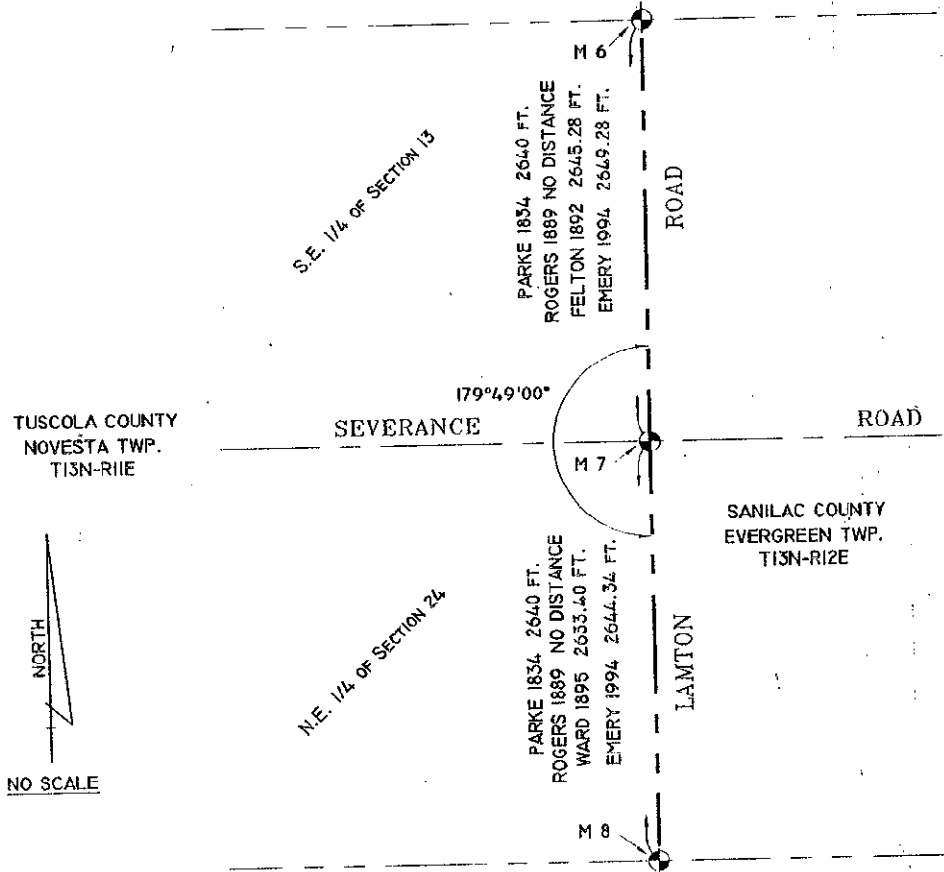 M 6
S.E. 1/4 OF SECTION 13
PARKE 1834 2640 FT.
ROGERS 1889 NO DISTANCE
FELTON 1892 2645.28 FT.
EMERY 1994 2649.28 FT.
ROAD
179°49'00"
TUSCOLA COUNTY
NOVESTA TWP.
T13N-R11E
SEVERANCE
ROAD
M 7
SANILAC COUNTY
EVERGREEN TWP.
T13N-R12E
NORTH
N.E. 1/4 OF SECTION 24
PARKE 1834 2640 FT.
ROGERS 1889 NO DISTANCE
WARD 1895 2633.40 FT.
EMERY 1994 2644.34 FT.
LAMTON
NO SCALE
M 8